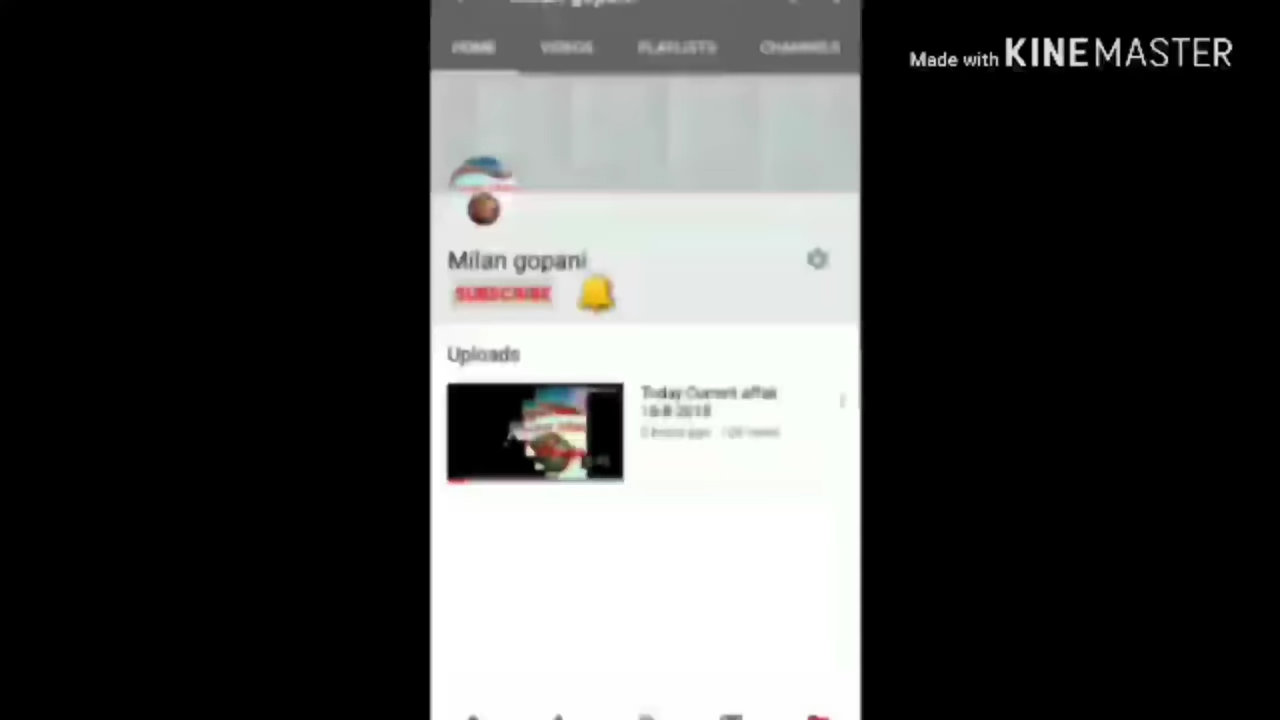 Made with KINEMASTER
HOME VIDEOS PLAYLISTS CHANNELS
Milan gopani
SUBSCRIBE
Uploads
Today Current affair